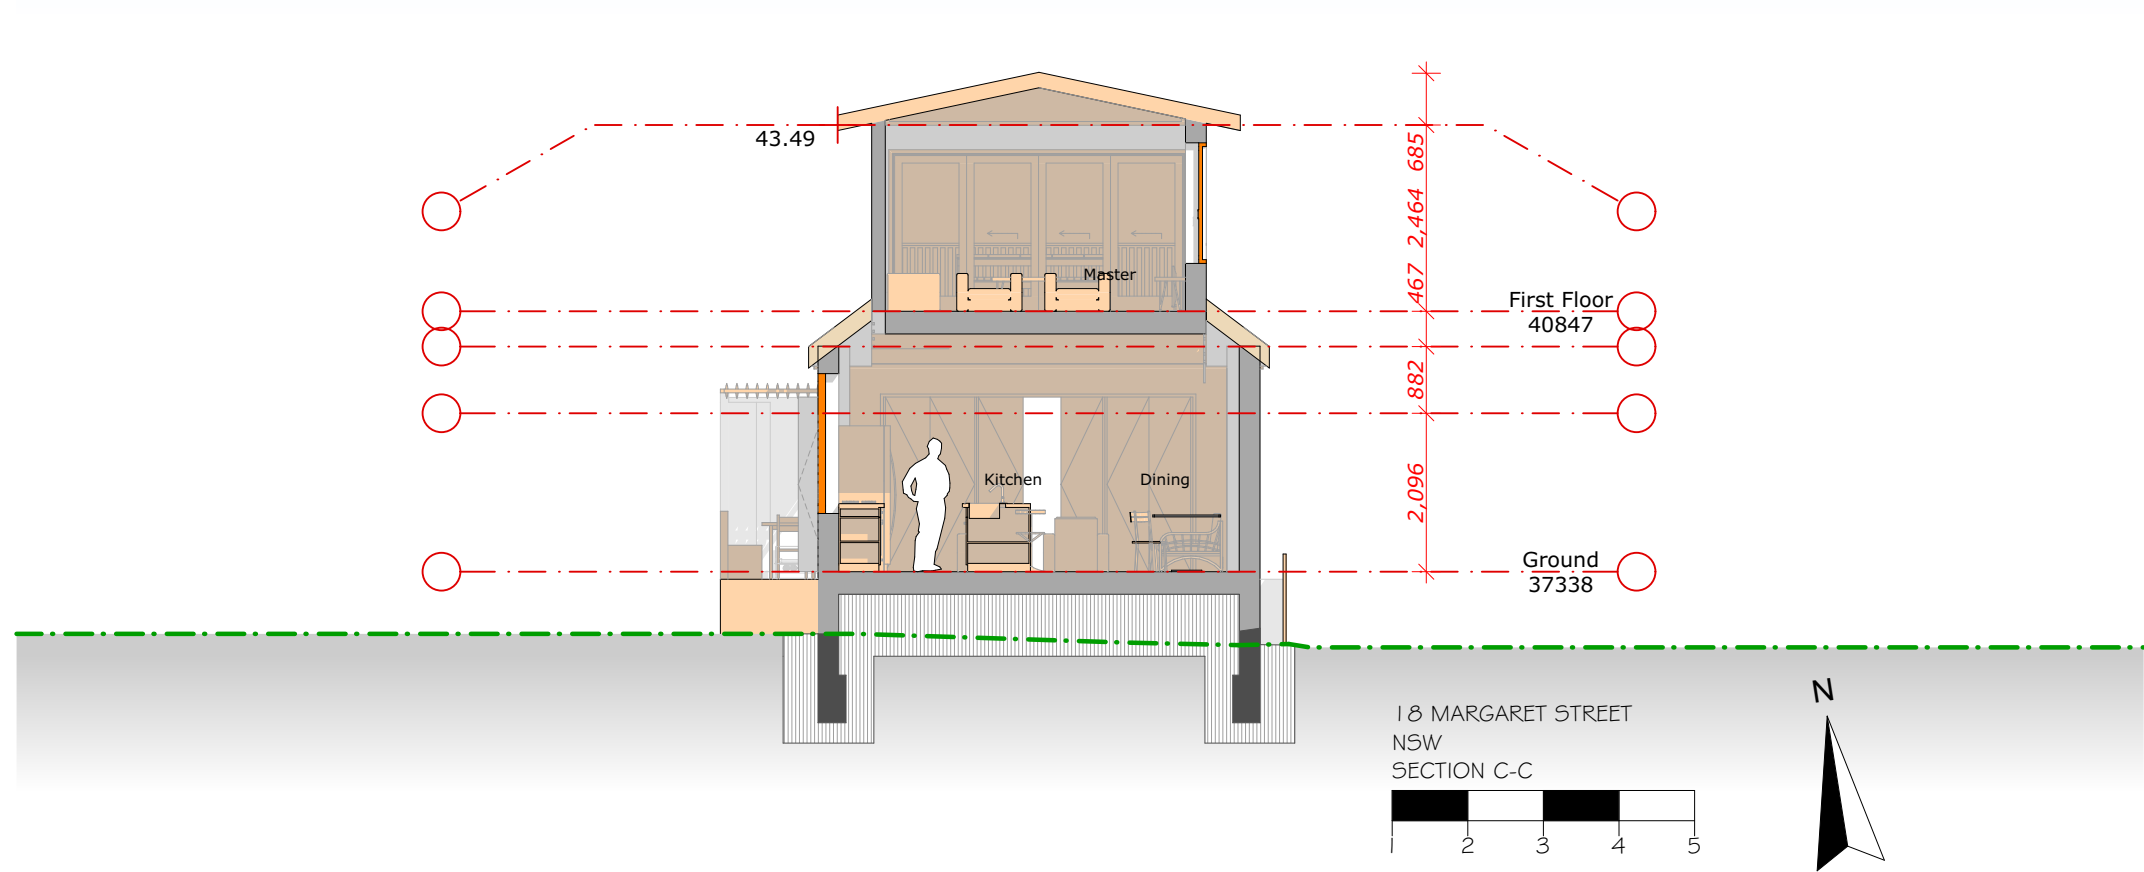 43.49
685
2,464
467
882
2,096
Master
First Floor
40847
Kitchen
Dining
Ground
37338
N
18 MARGARET STREET
NSW
SECTION C-C
1 2 3 4 5